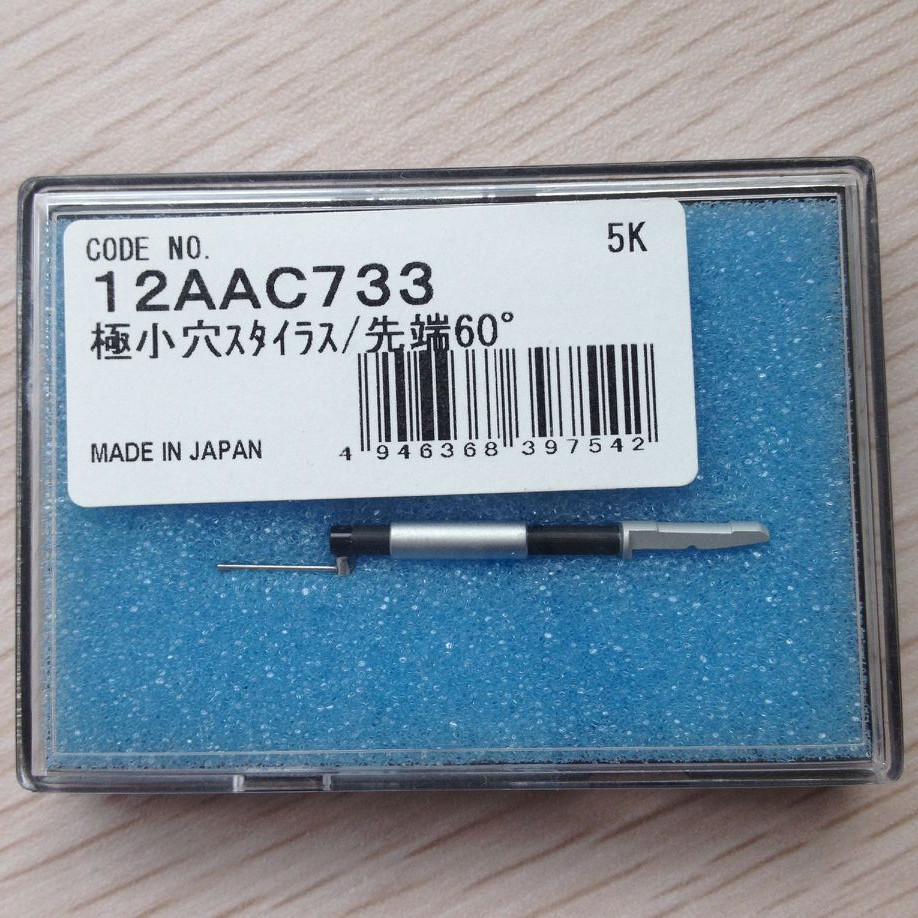 CODE NO.
5K
12AAC733
極小穴ｽﾀｲﾗｽ/先端60°
MADE IN JAPAN
4 946368 397542